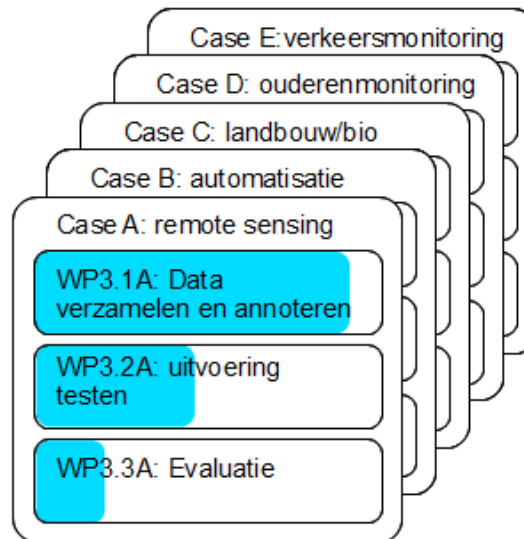 Case E:verkeersmonitoring
Case D: ouderenmonitoring
Case C: landbouw/bio
Case B: automatisatie
Case A: remote sensing
WP3.1A: Data
verzamelen en annoteren
WP3.2A: uitvoering
testen
WP3.3A: Evaluatie